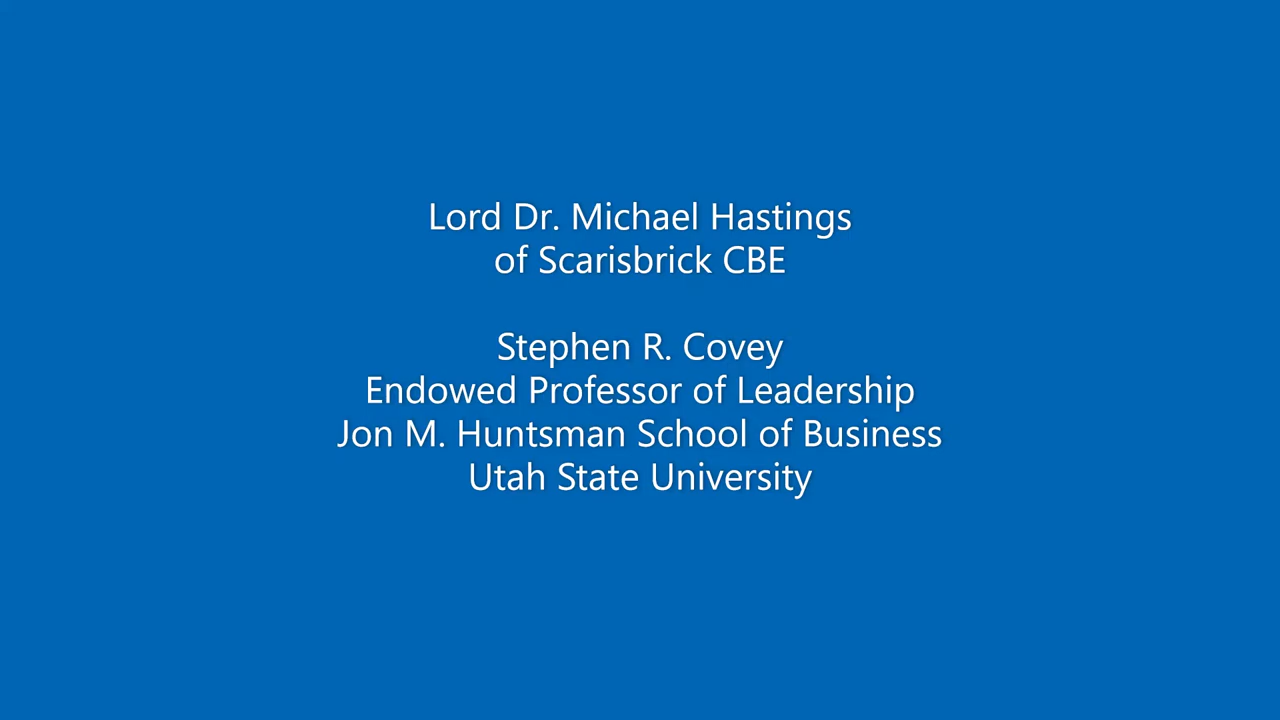 Lord Dr. Michael Hastings
of Scarisbrick CBE
Stephen R. Covey
Endowed Professor of Leadership
Jon M. Huntsman School of Business
Utah State University